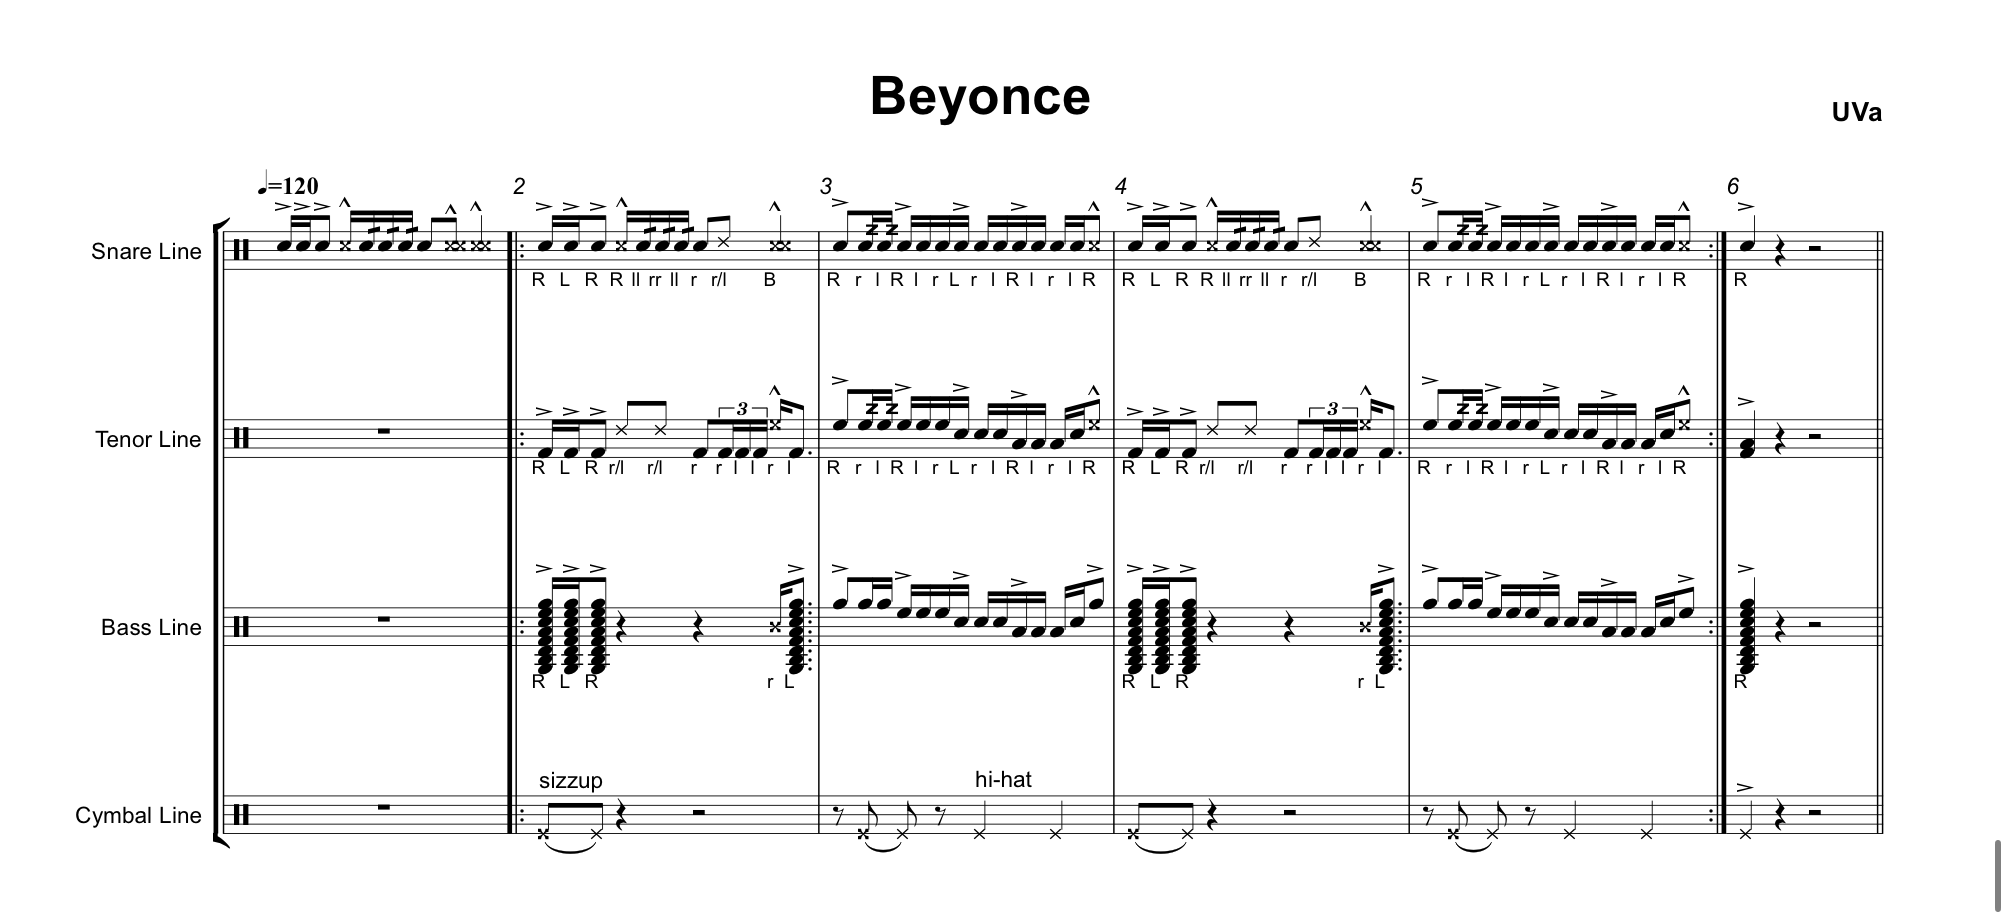 Beyonce
UVa
♩=120
2 3 4 5 6
Snare Line
R L R R ll rr ll r r/l B R r l R l r L r l R l r l R R L R R ll rr ll r r/l B R r l R l r L r l R l r l R R
3 3
Tenor Line
R L R r/l r/l r r l l r l R r l R l r L r l R l r l R R L R r/l r/l r r l l r l R r l R l r L r l R l r l R
Bass Line
R L R r L R L R r L R
sizzup hi-hat
Cymbal Line